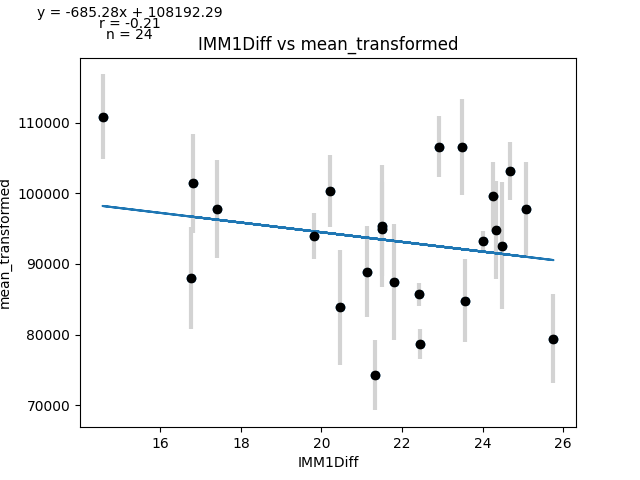 y = -685.28x + 108192.29
r = -0.21
n = 24
IMM1Diff vs mean_transformed
110000
100000
90000
80000
70000
mean_transformed
16 18 20 22 24 26
IMM1Diff